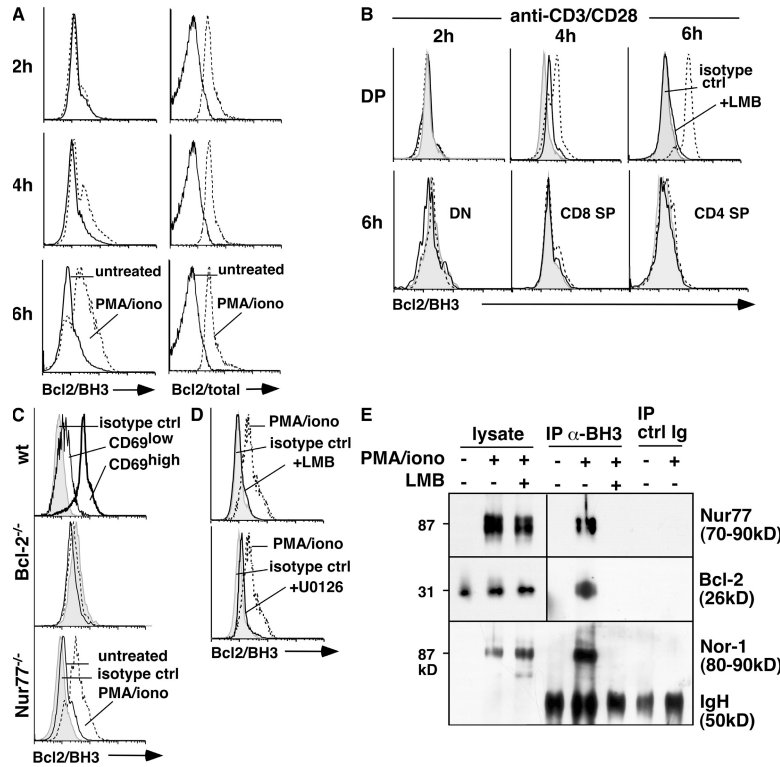 A
2h
4h
6h
untreated
PMA/iono
untreated
PMA/iono
Bcl2/BH3
Bcl2/total
B
anti-CD3/CD28
2h 4h 6h
DP
isotype
ctrl
+LMB
6h
DN
CD8 SP
CD4 SP
Bcl2/BH3
C
wt
isotype ctrl
CD69low
CD69high
Bcl-2-/-
Nur77-/-
untreated
isotype ctrl
PMA/iono
Bcl2/BH3
D
PMA/iono
isotype ctrl
+LMB
PMA/iono
isotype ctrl
+U0126
Bcl2/BH3
E
lysate
IP α-BH3
IP
ctrl Ig
PMA/iono - + + - + + - +
LMB - - + - - + - -
87
Nur77
(70-90kD)
31
Bcl-2
(26kD)
87
kD
Nor-1
(80-90kD)
IgH
(50kD)